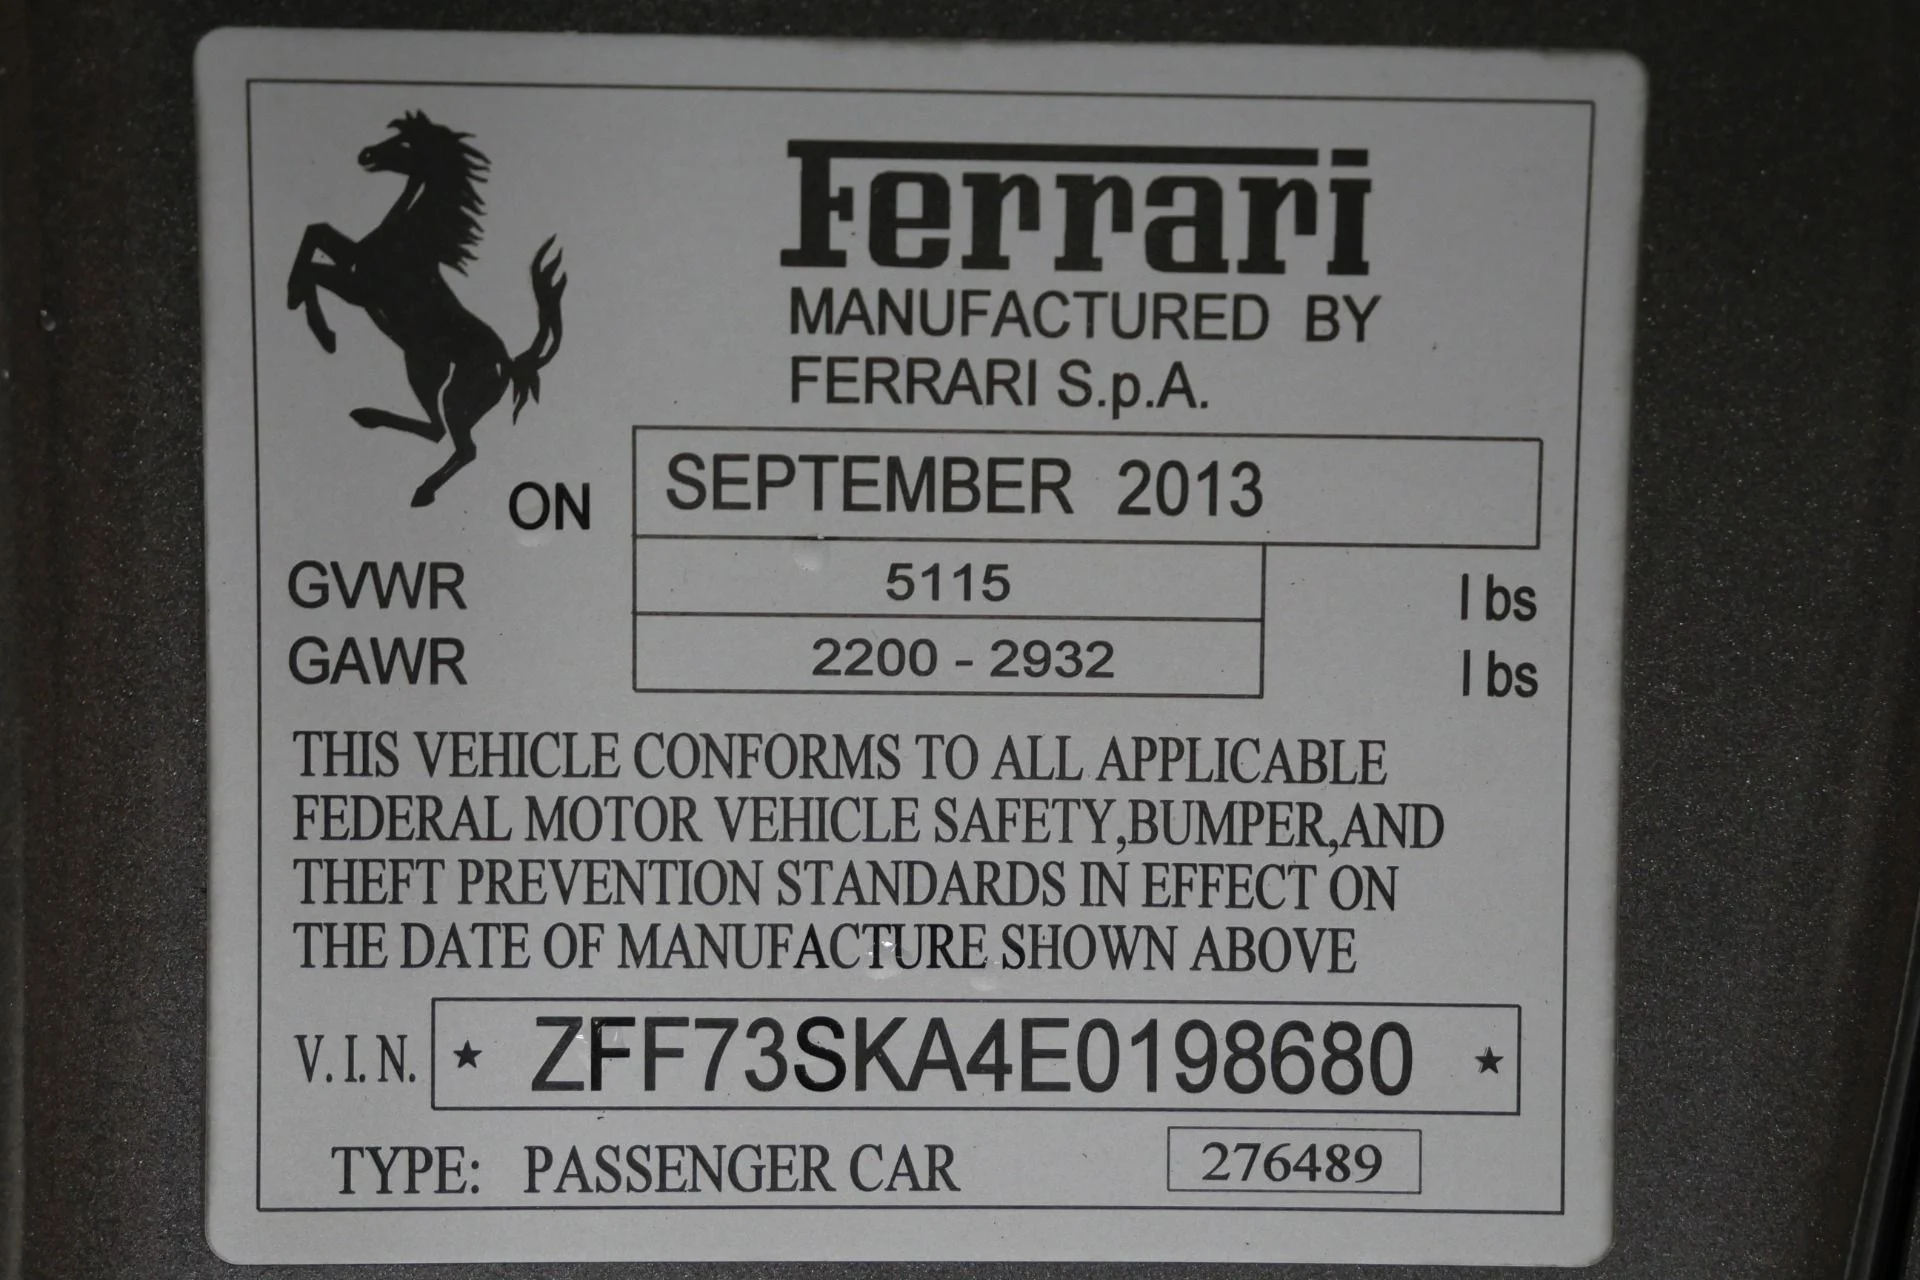 Ferrari
MANUFACTURED BY
FERRARI S.p.A.
ON SEPTEMBER 2013
GVWR 5115 lbs
GAWR 2200 - 2932 lbs
THIS VEHICLE CONFORMS TO ALL APPLICABLE
FEDERAL MOTOR VEHICLE SAFETY,BUMPER,AND
THEFT PREVENTION STANDARDS IN EFFECT ON
THE DATE OF MANUFACTURE SHOWN ABOVE
V.I.N. ★ ZFF73SKA4E0198680 ★
TYPE: PASSENGER CAR 276489